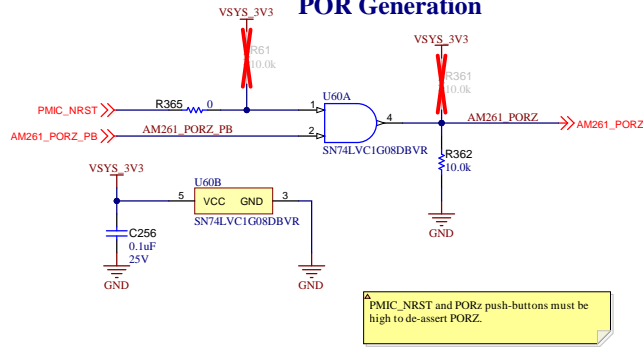 POR Generation
VSYS_3V3
R61
10.0k
VSYS_3V3
R361
10.0k
U60A
PMIC_NRST
R365
0
1
4
AM261_PORZ
AM261_PORZ
AM261_PORZ_PB
AM261_PORZ_PB
2
SN74LVC1G08DBVR
R362
10.0k
GND
VSYS_3V3
U60B
5
VCC
GND
3
SN74LVC1G08DBVR
C256
0.1uF
25V
GND
GND
PMIC_NRST and PORz push-buttons must be
high to de-assert PORZ.